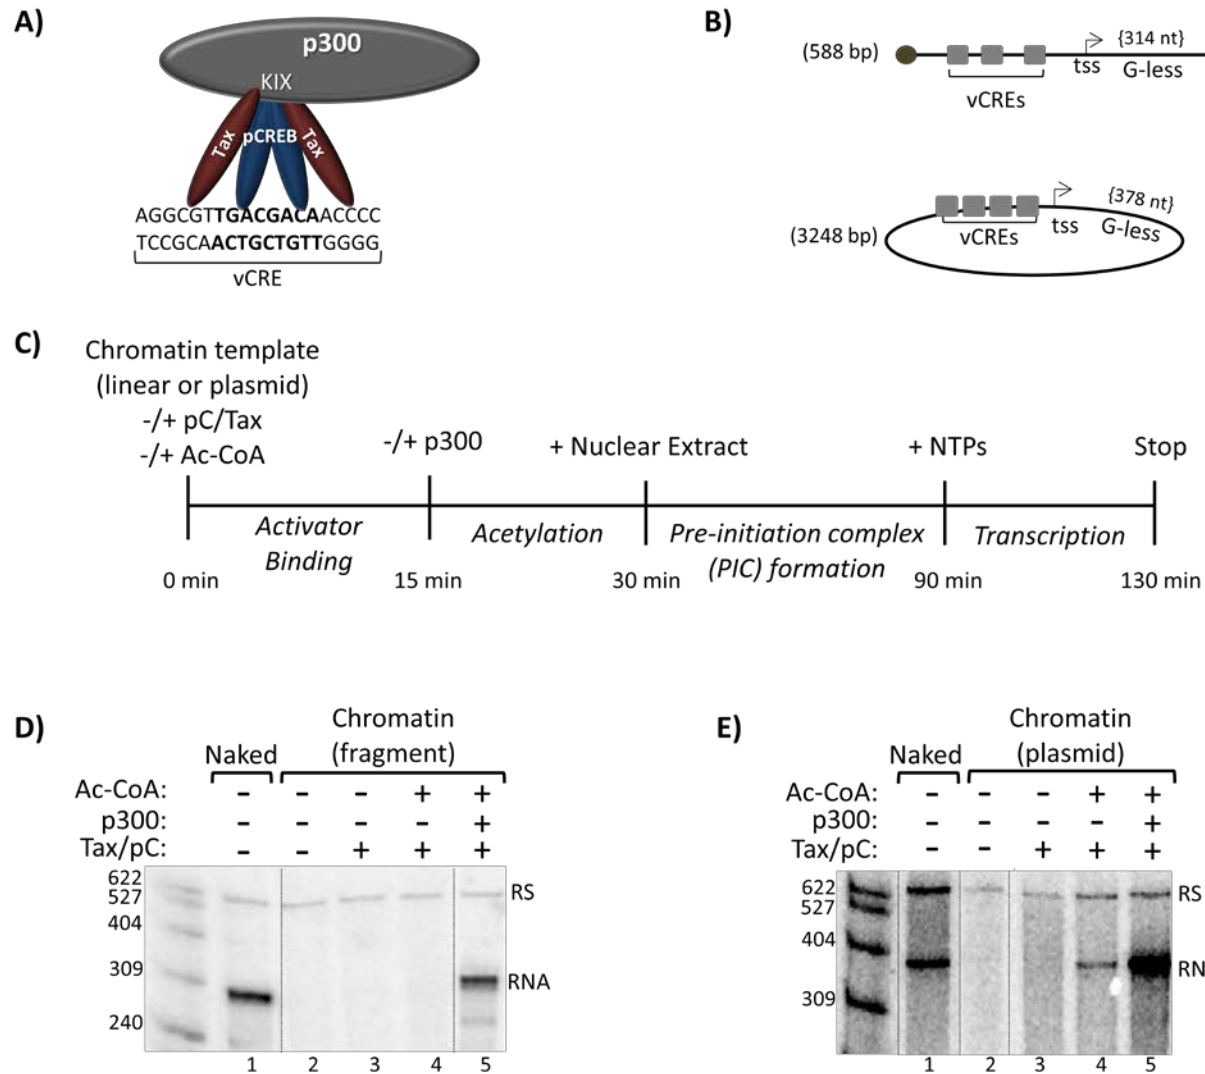 A)
p300
KIX
Tax
pCREB
Tax
AGGCGTTGACGACAACCCC
TCCGCAACTGCTGTTGGGG
vCRE
B)
(588 bp)
{314 nt}
tss
G-less
vCREs
(3248 bp)
{378 nt}
tss
G-less
vCREs
C)
Chromatin template
(linear or plasmid)
-/+ pC/Tax
-/+ Ac-CoA
-/+ p300
+ Nuclear Extract
+ NTPs
Stop
Activator
Binding
Acetylation
Pre-initiation complex
(PIC) formation
Transcription
0 min
15 min
30 min
90 min
130 min
D)
Naked
Chromatin
(fragment)
Ac-CoA: - - - + +
p300: - - - - +
Tax/pC: - - + + +
622
527
404
309
240
RS
RNA
1 2 3 4 5
E)
Naked
Chromatin
(plasmid)
Ac-CoA: - - - + +
p300: - - - - +
Tax/pC: - - + + +
622
527
404
309
RS
RN
1 2 3 4 5